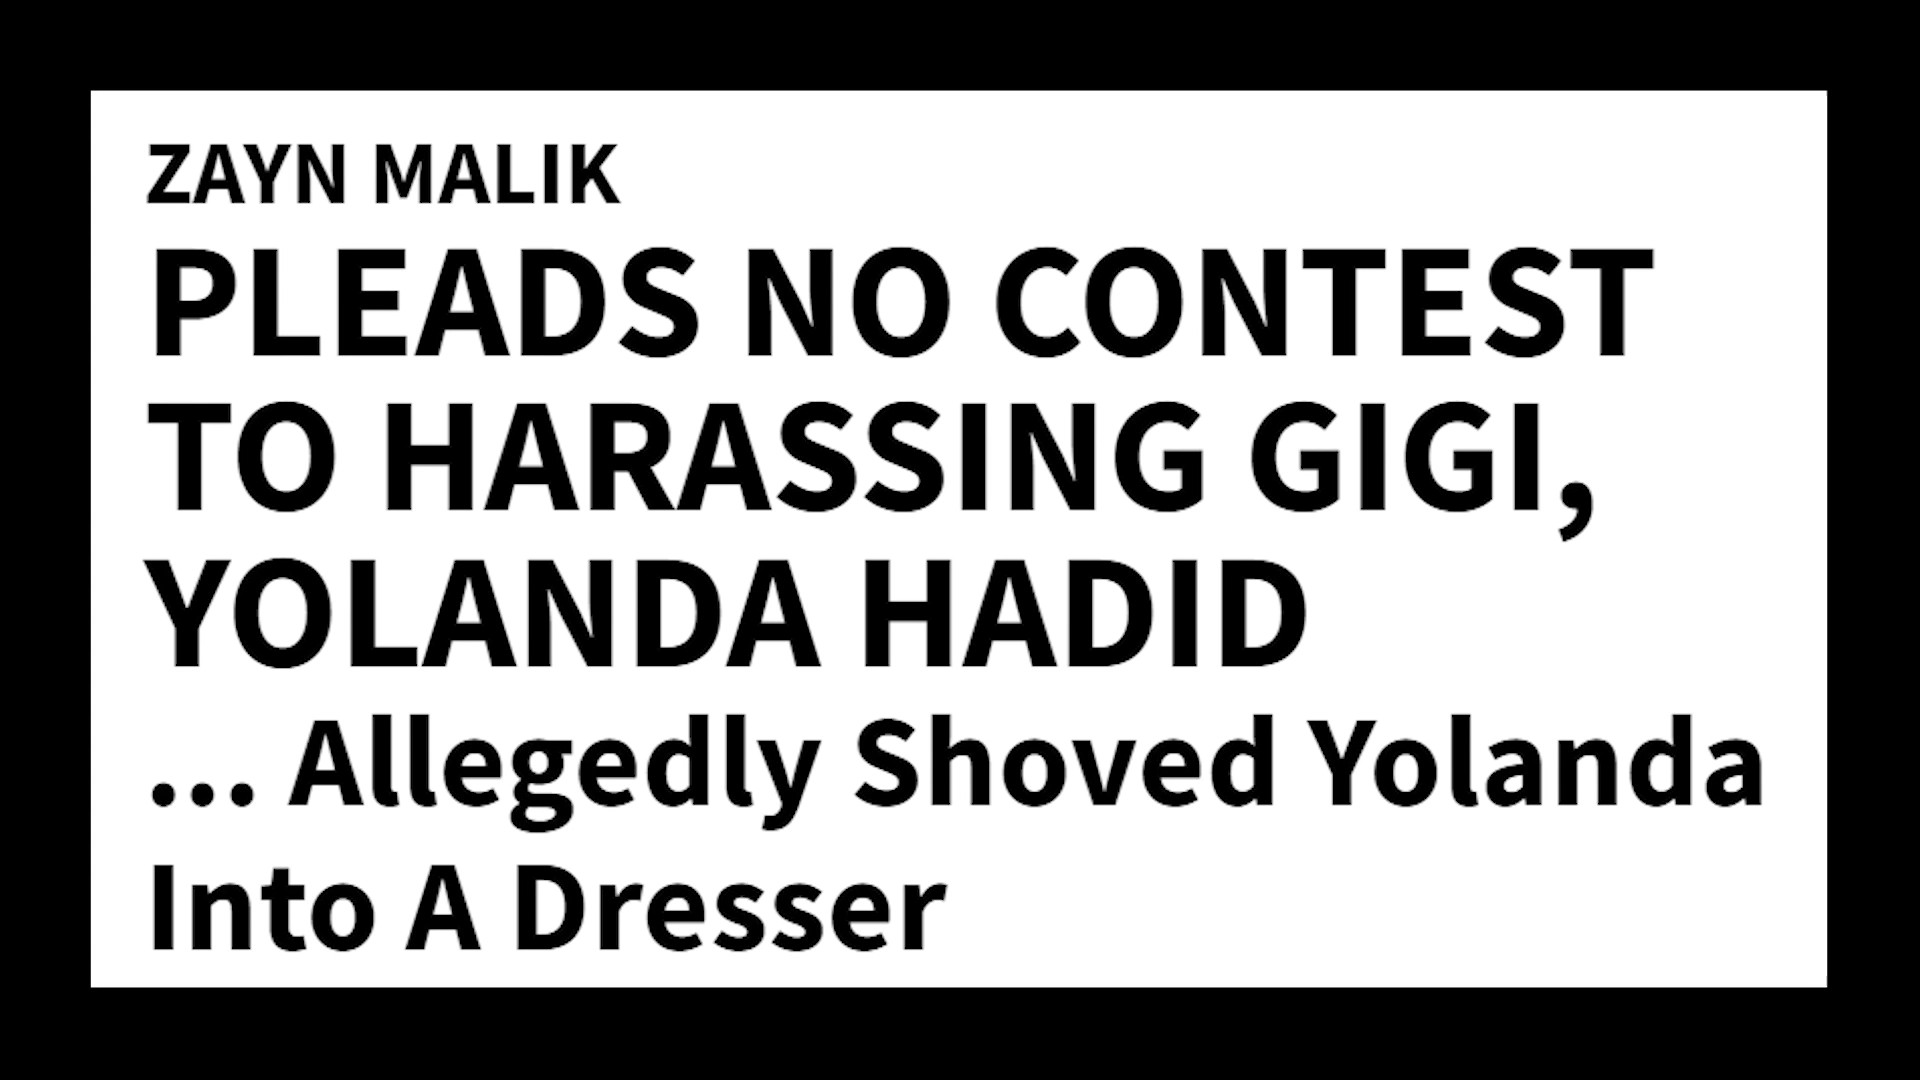 ZAYN MALIK
PLEADS NO CONTEST
TO HARASSING GIGI,
YOLANDA HADID
... Allegedly Shoved Yolanda
Into A Dresser